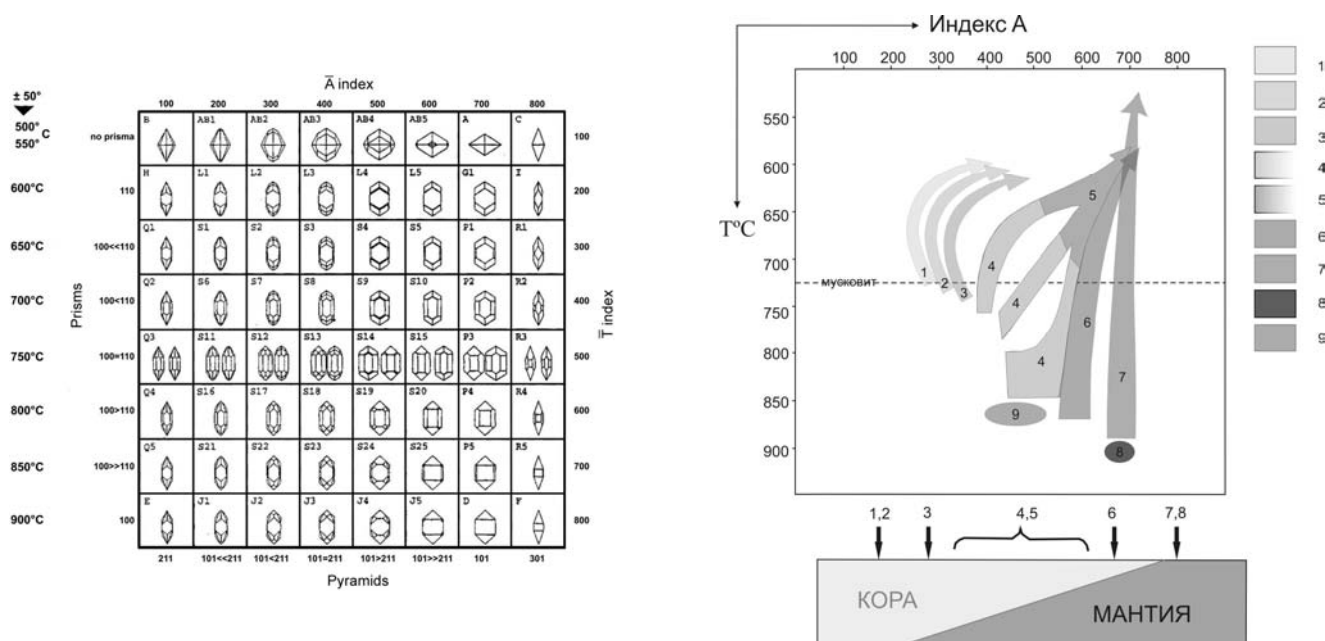 Ā index
± 50°
100 200 300 400 500 600 700 800
500° C
550°
no prisma
B AB1 AB2 AB3 AB4 AB5 A C
100
600°C
110
H L1 L2 L3 L4 L5 G1 I
200
650°C
100<<110
Q1 S1 S2 S3 S4 S5 P1 R1
300
700°C
100<110
Q2 S6 S7 S8 S9 S10 P2 R2
400
Prisms
T̄ index
750°C
100=110
Q3 S11 S12 S13 S14 S15 P3 R3
500
800°C
100>110
Q4 S16 S17 S18 S19 S20 P4 R4
600
850°C
100>>110
Q5 S21 S22 S23 S24 S25 P5 R5
700
900°C
100
E J1 J2 J3 J4 J5 D F
800
211 101<<211 101<211 101=211 101>211 101>>211 101 301
Pyramids
Индекс А
100 200 300 400 500 600 700 800
T°C
550
600
650
700
мусковит
750
800
850
900
1
2
3
4
5
4
4
6
7
9
8
1
2
3
4
5
6
7
8
9
1,2 3 4,5 6 7,8
КОРА
МАНТИЯ